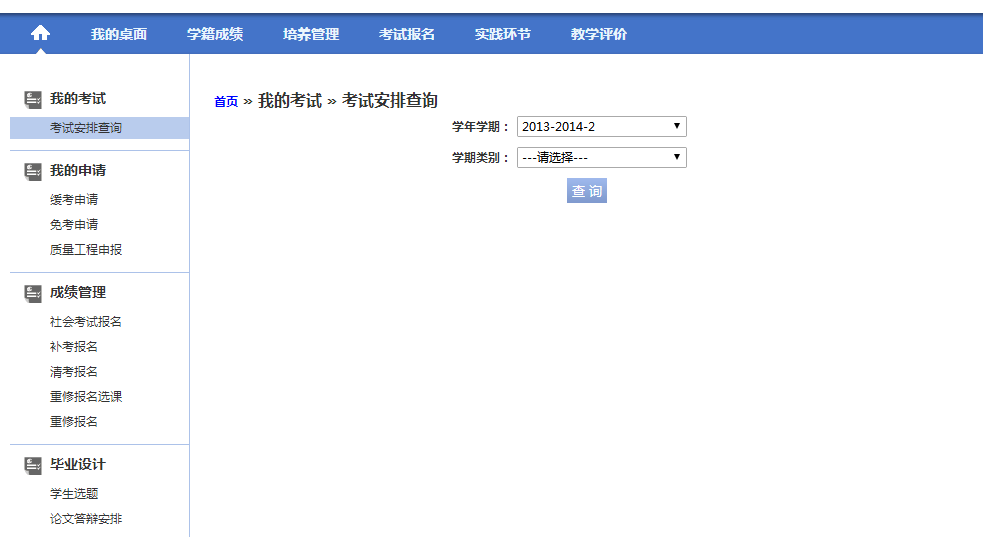 我的桌面 学籍成绩 培养管理 考试报名 实践环节 教学评价
我的考试
考试安排查询
我的申请
缓考申请
免考申请
质量工程申报
成绩管理
社会考试报名
补考报名
清考报名
重修报名选课
重修报名
毕业设计
学生选题
论文答辩安排
首页 » 我的考试 » 考试安排查询
学年学期： 2013-2014-2
学期类别： ---请选择---
查 询